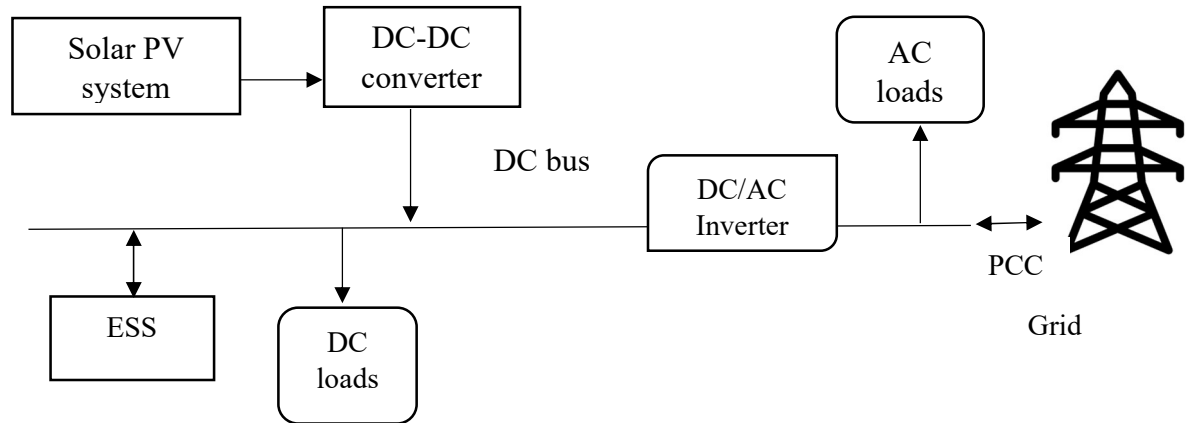 Solar PV
system
DC-DC
converter
AC
loads
DC bus
DC/AC
Inverter
PCC
ESS
DC
loads
Grid